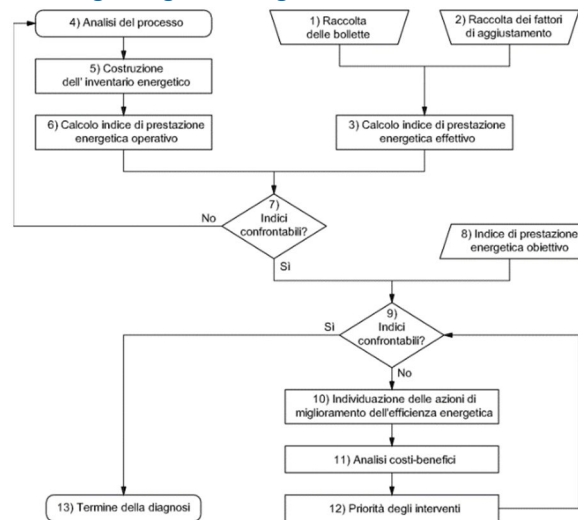 4) Analisi del processo
1) Raccolta
delle bollette
2) Raccolta dei fattori
di aggiustamento
5) Costruzione
dell' inventario energetico
6) Calcolo indice di prestazione
energetica operativo
3) Calcolo indice di prestazione
energetica effettivo
7)
Indici
confrontabili?
No
Sì
8) Indice di prestazione
energetica obiettivo
9)
Indici
confrontabili?
Sì
No
10) Individuazione delle azioni di
miglioramento dell'efficienza energetica
11) Analisi costi-benefici
12) Priorità degli interventi
13) Termine della diagnosi